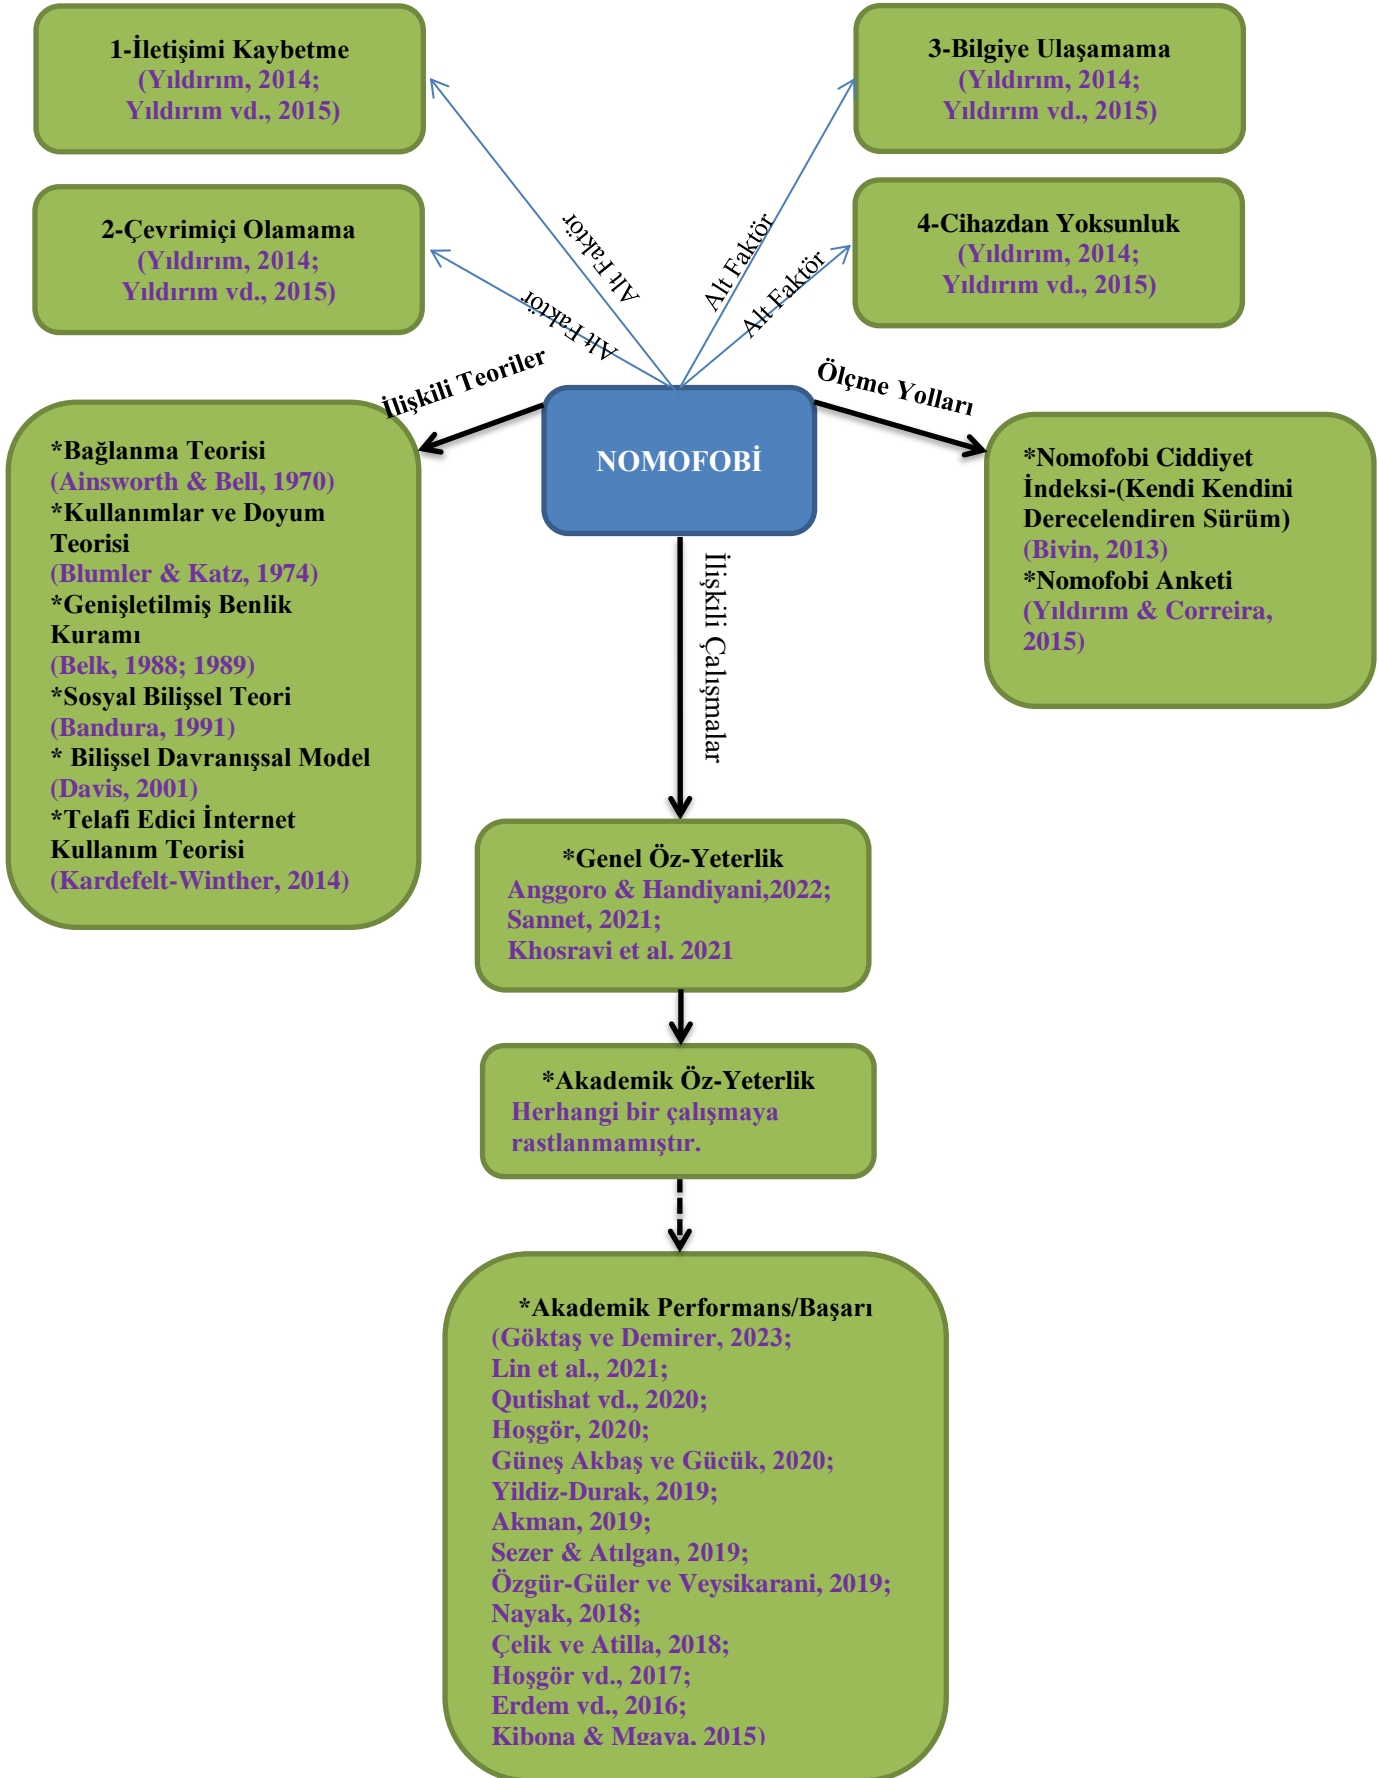 1-İletişimi Kaybetme
(Yıldırım, 2014;
Yıldırım vd., 2015)
3-Bilgiye Ulaşamama
(Yıldırım, 2014;
Yıldırım vd., 2015)
2-Çevrimiçi Olamama
(Yıldırım, 2014;
Yıldırım vd., 2015)
4-Cihazdan Yoksunluk
(Yıldırım, 2014;
Yıldırım vd., 2015)
Alt Faktör
Alt Faktör
Alt Faktör
Alt Faktör
İlişkili Teoriler
Ölçme Yolları
NOMOFOBİ
*Bağlanma Teorisi
(Ainsworth & Bell, 1970)
*Kullanımlar ve Doyum
Teorisi
(Blumler & Katz, 1974)
*Genişletilmiş Benlik
Kuramı
(Belk, 1988; 1989)
*Sosyal Bilişsel Teori
(Bandura, 1991)
* Bilişsel Davranışsal Model
(Davis, 2001)
*Telafi Edici İnternet
Kullanım Teorisi
(Kardefelt-Winther, 2014)
*Nomofobi Ciddiyet
İndeksi-(Kendi Kendini
Derecelendiren Sürüm)
(Bivin, 2013)
*Nomofobi Anketi
(Yıldırım & Correira,
2015)
İlişkili Çalışmalar
*Genel Öz-Yeterlik
Anggoro & Handiyani,2022;
Sannet, 2021;
Khosravi et al. 2021
*Akademik Öz-Yeterlik
Herhangi bir çalışmaya
rastlanmamıştır.
*Akademik Performans/Başarı
(Göktaş ve Demirer, 2023;
Lin et al., 2021;
Qutishat vd., 2020;
Hoşgör, 2020;
Güneş Akbaş ve Gücük, 2020;
Yildiz-Durak, 2019;
Akman, 2019;
Sezer & Atılgan, 2019;
Özgür-Güler ve Veysikarani, 2019;
Nayak, 2018;
Çelik ve Atilla, 2018;
Hoşgör vd., 2017;
Erdem vd., 2016;
Kibona & Mgaya, 2015)